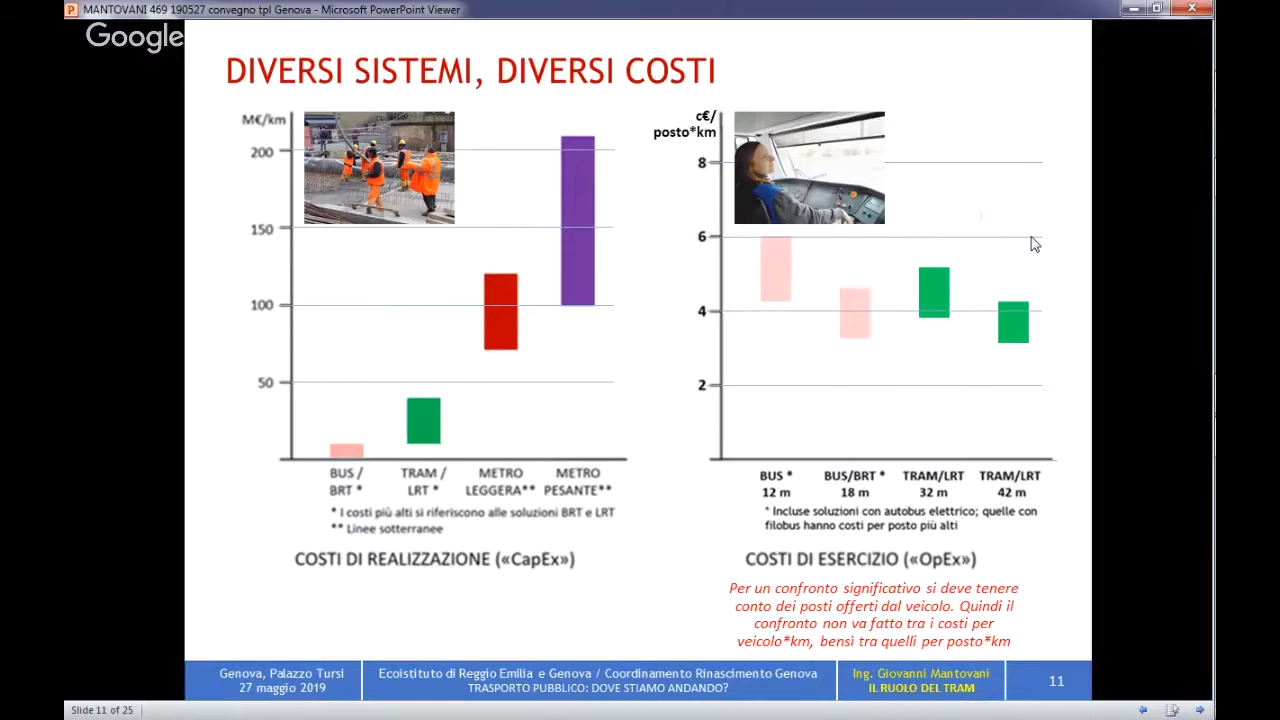 MANTOVANI 469 190527 convegno tpl Genova - Microsoft PowerPoint Viewer
Google
DIVERSI SISTEMI, DIVERSI COSTI
M€/km
200
150
100
50
BUS / BRT *
TRAM / LRT *
METRO LEGGERA**
METRO PESANTE**
* I costi più alti si riferiscono alle soluzioni BRT e LRT
** Linee sotterranee
COSTI DI REALIZZAZIONE («CapEx»)
c€/
posto*km
8
6
4
2
BUS *
12 m
BUS/BRT *
18 m
TRAM/LRT
32 m
TRAM/LRT
42 m
* Incluse soluzioni con autobus elettrico; quelle con
filobus hanno costi per posto più alti
COSTI DI ESERCIZIO («OpEx»)
Per un confronto significativo si deve tenere
conto dei posti offerti dal veicolo. Quindi il
confronto non va fatto tra i costi per
veicolo*km, bensì tra quelli per posto*km
Genova, Palazzo Tursi
27 maggio 2019
Ecoistituto di Reggio Emilia e Genova / Coordinamento Rinascimento Genova
TRASPORTO PUBBLICO: DOVE STIAMO ANDANDO?
Ing. Giovanni Mantovani
IL RUOLO DEL TRAM
11
Slide 11 of 25